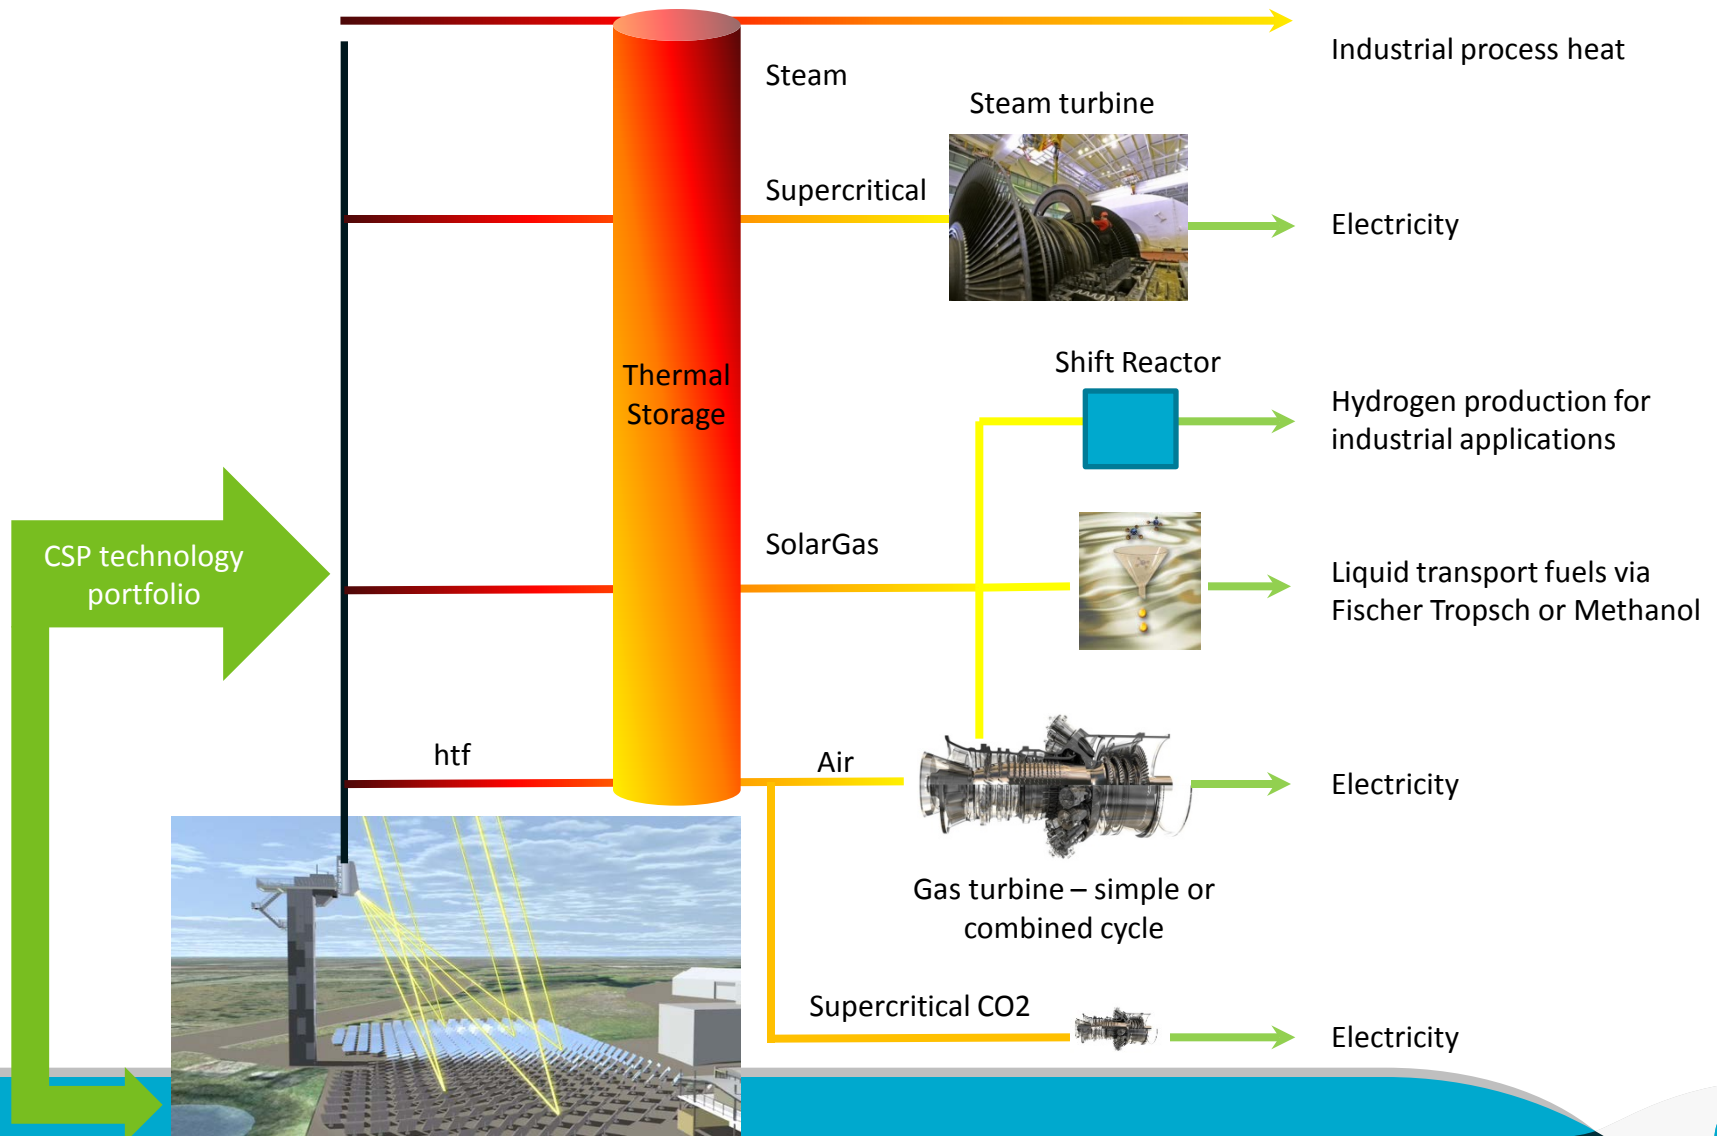 Industrial process heat
Steam
Steam turbine
Supercritical
Electricity
Shift Reactor
Thermal
Storage
Hydrogen production for
industrial applications
CSP technology
portfolio
SolarGas
Liquid transport fuels via
Fischer Tropsch or Methanol
htf
Air
Electricity
Gas turbine – simple or
combined cycle
Supercritical CO2
Electricity